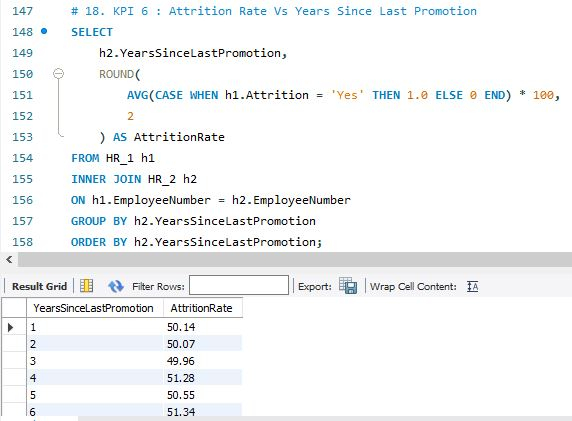 147 # 18. KPI 6 : Attrition Rate Vs Years Since Last Promotion
148 SELECT
149 h2.YearsSinceLastPromotion,
150 ROUND(
151 AVG(CASE WHEN h1.Attrition = 'Yes' THEN 1.0 ELSE 0 END) * 100,
152 2
153 ) AS AttritionRate
154 FROM HR_1 h1
155 INNER JOIN HR_2 h2
156 ON h1.EmployeeNumber = h2.EmployeeNumber
157 GROUP BY h2.YearsSinceLastPromotion
158 ORDER BY h2.YearsSinceLastPromotion;
Result Grid Filter Rows: Export: Wrap Cell Content:
YearsSinceLastPromotion AttritionRate
1 50.14
2 50.07
3 49.96
4 51.28
5 50.55
6 51.34